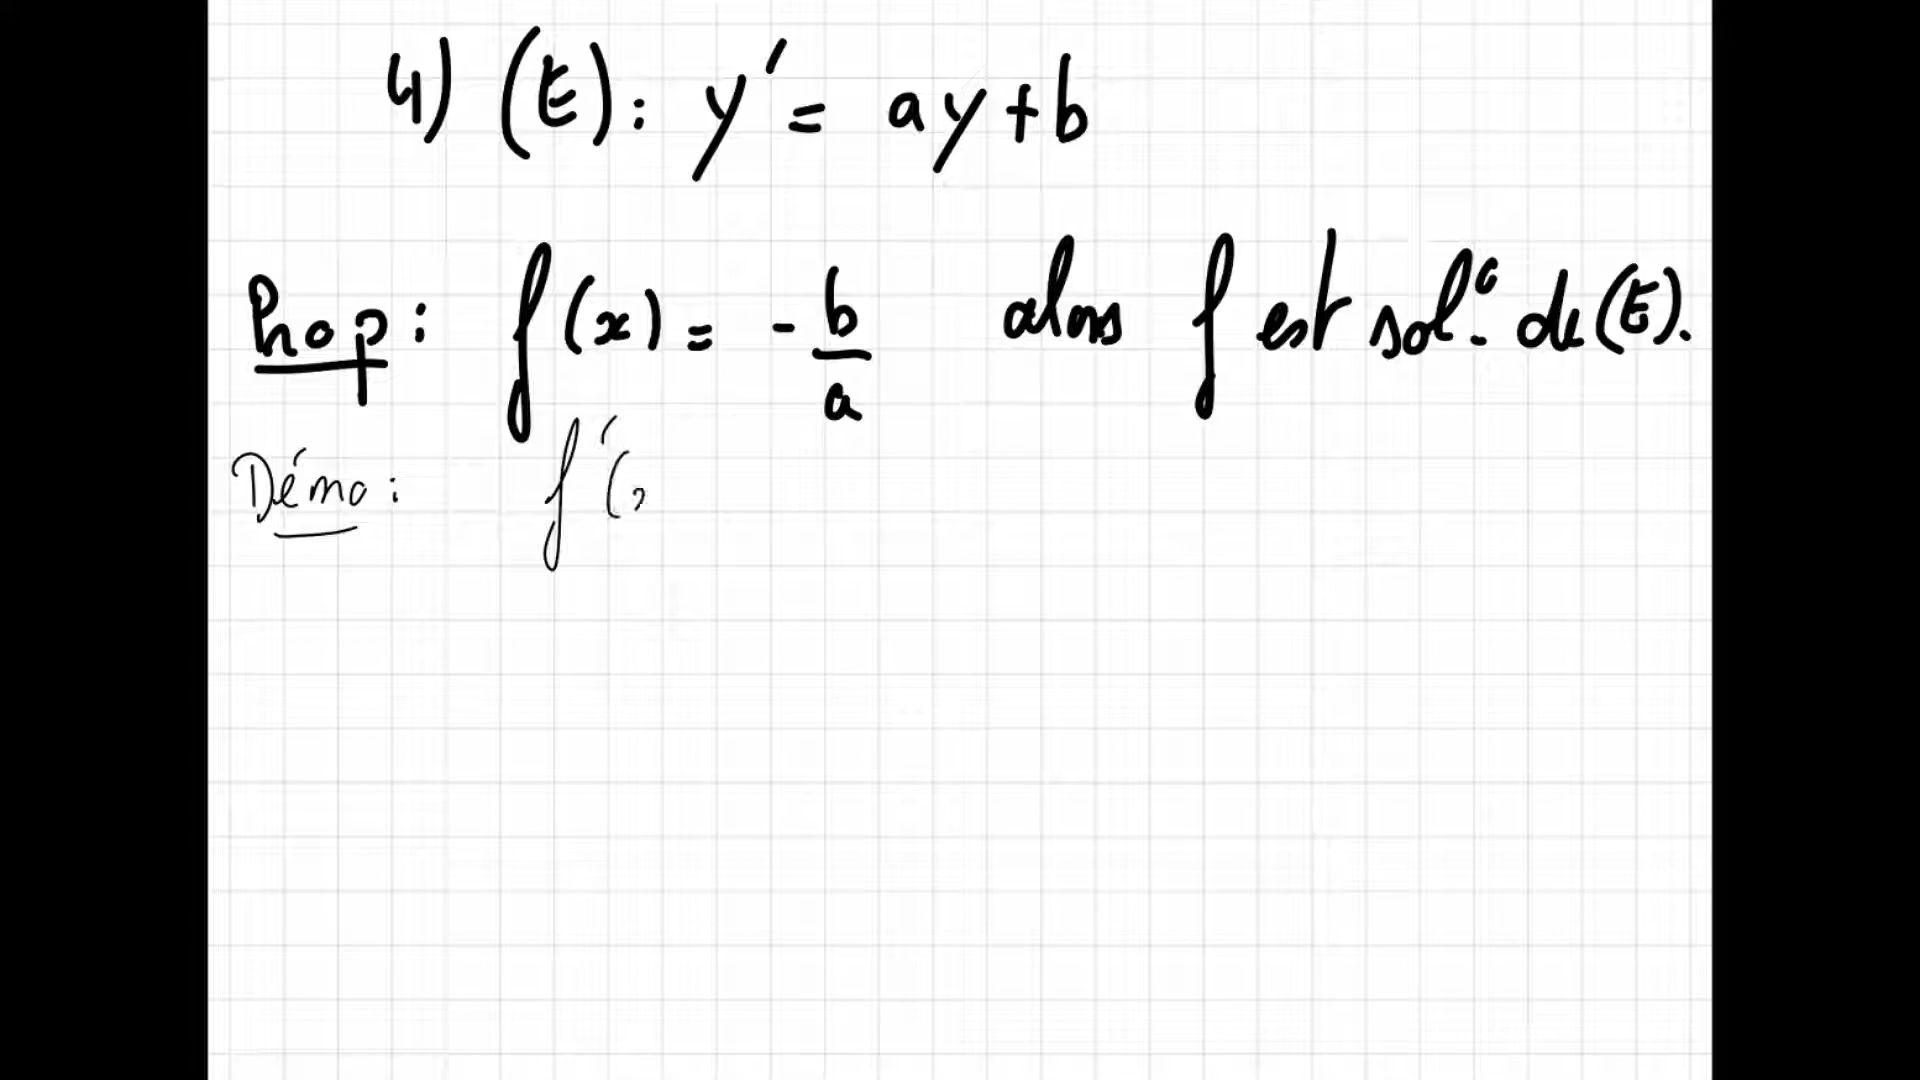 4) (E): y' = ay+b
Prop: f(x) = -b/a alors f est sol° de (E).
Démo: f'(